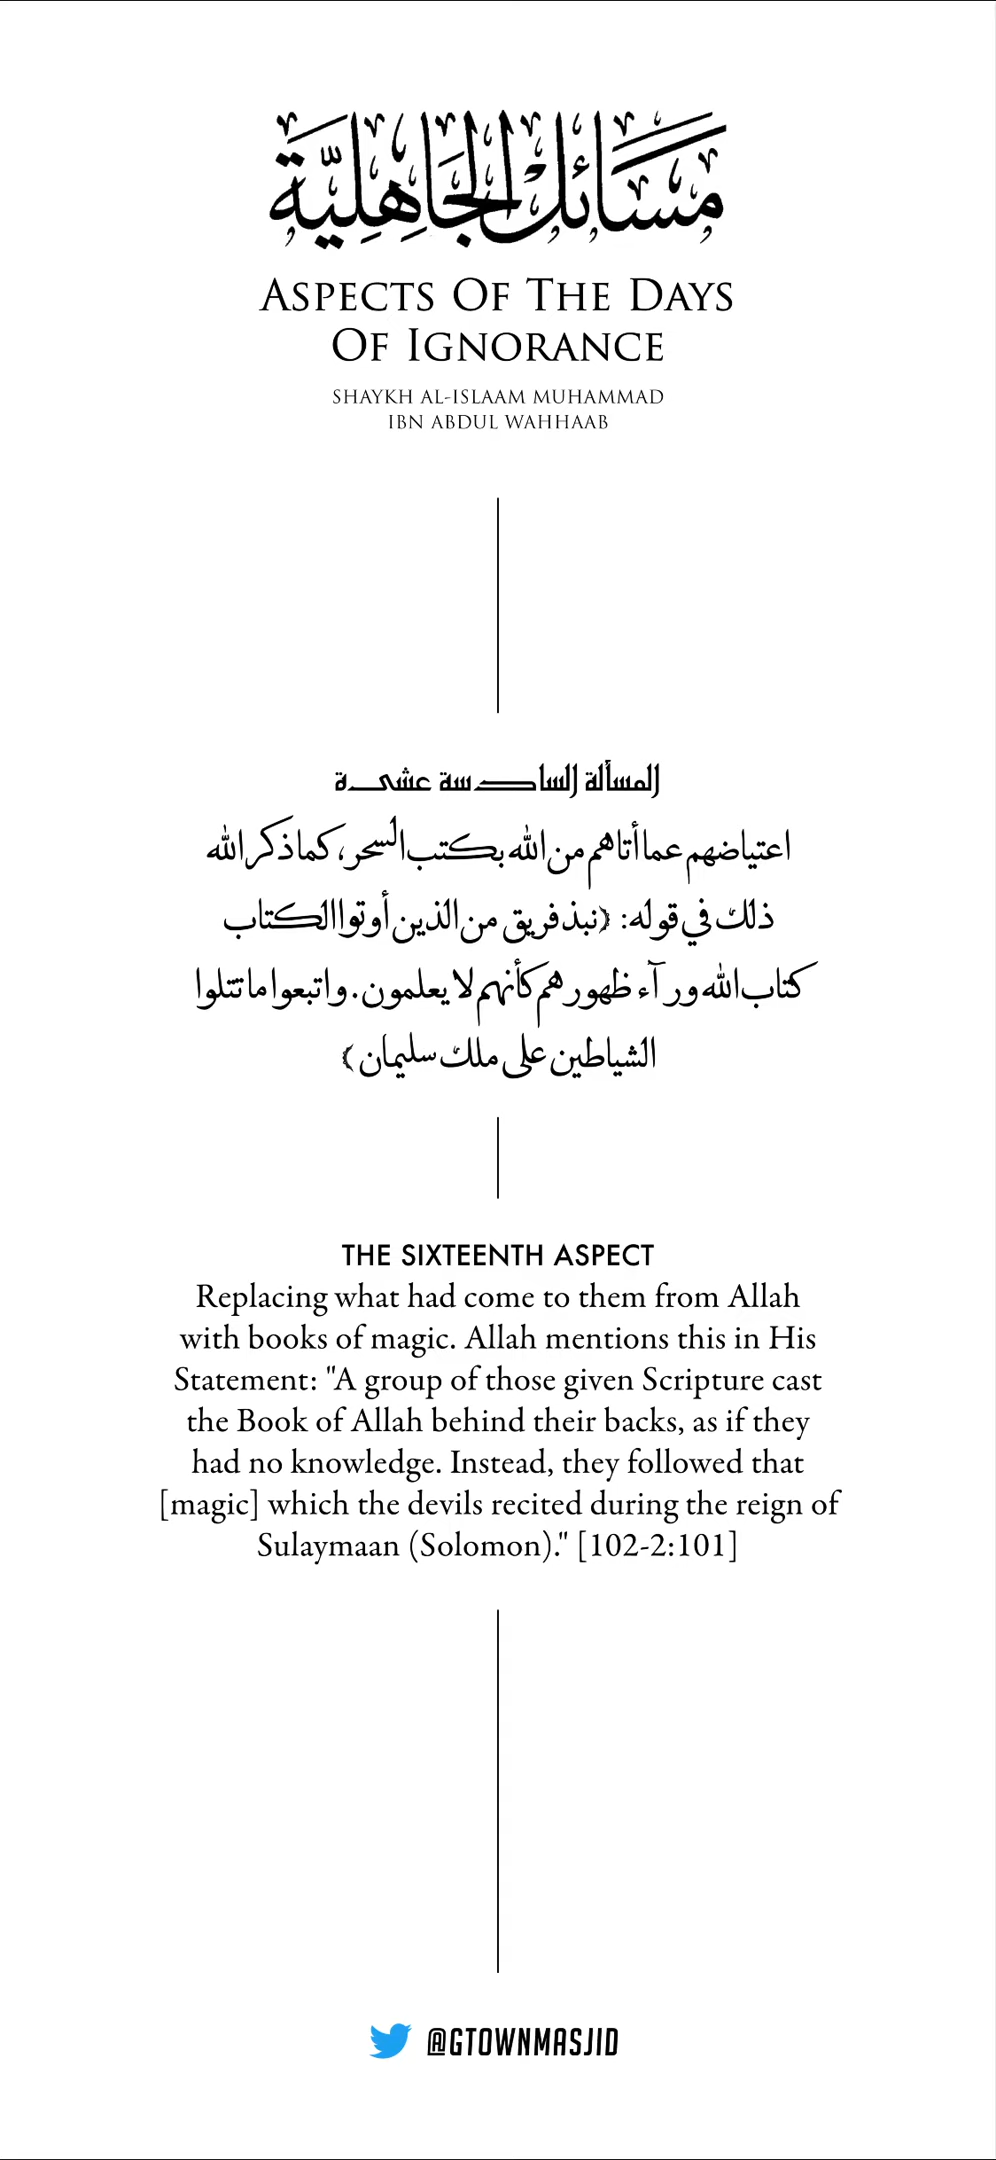 مَسَائِلُ الْجَاهِلِيَّةِ
ASPECTS OF THE DAYS
OF IGNORANCE
SHAYKH AL-ISLAAM MUHAMMAD
IBN ABDUL WAHHAAB
المسألة السادسة عشرة
اعتياضهم عما أتاهم من الله بكتب السحر، كما ذكر الله
ذلك في قوله: ﴿نبذ فريق من الذين أوتوا الكتاب
كتاب الله ورآء ظهورهم كأنهم لا يعلمون. واتبعوا ما تتلوا
الشياطين على ملك سليمان﴾
THE SIXTEENTH ASPECT
Replacing what had come to them from Allah
with books of magic. Allah mentions this in His
Statement: "A group of those given Scripture cast
the Book of Allah behind their backs, as if they
had no knowledge. Instead, they followed that
[magic] which the devils recited during the reign of
Sulaymaan (Solomon)." [102-2:101]
@GTOWNMASJID